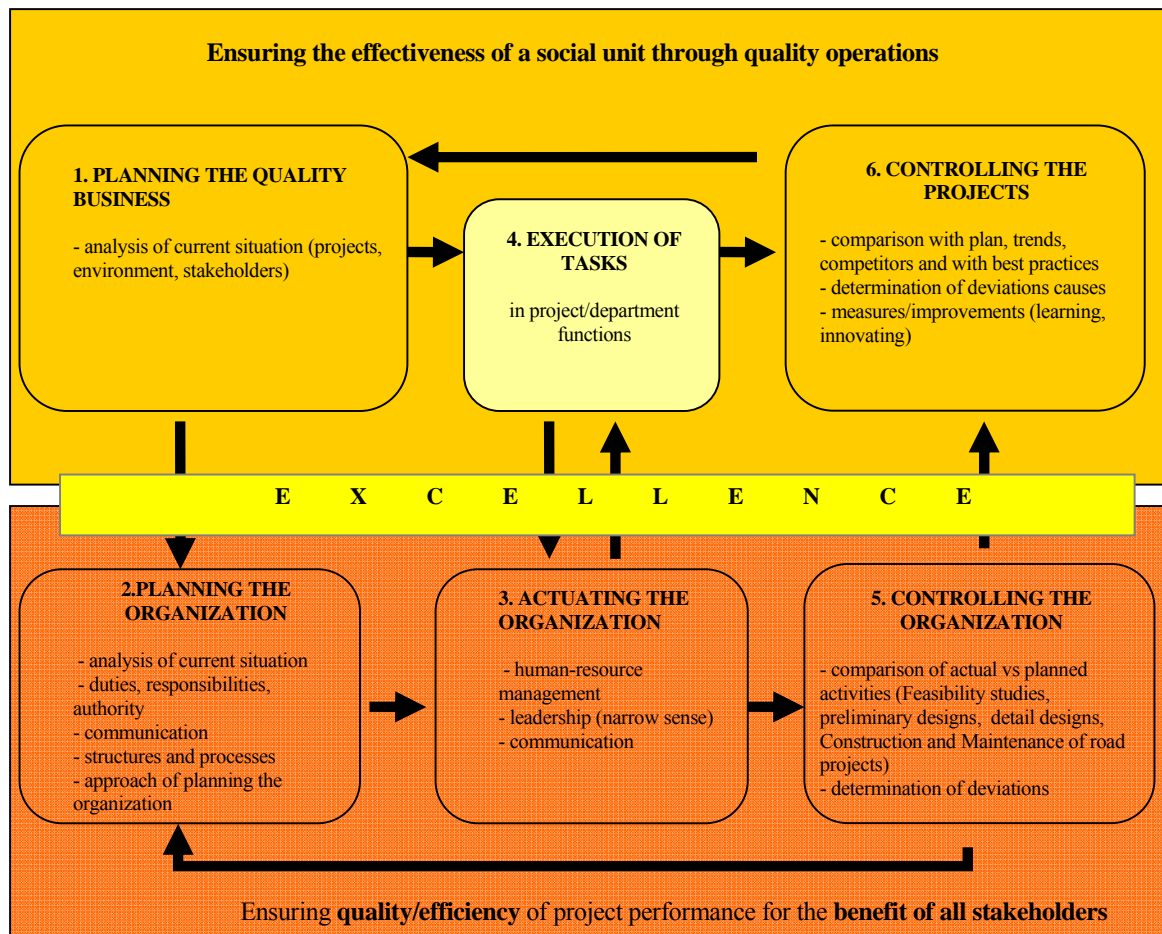 Ensuring the effectiveness of a social unit through quality operations
1. PLANNING THE QUALITY
BUSINESS
- analysis of current situation (projects,
environment, stakeholders)
4. EXECUTION OF
TASKS
in project/department
functions
6. CONTROLLING THE
PROJECTS
- comparison with plan, trends,
competitors and with best practices
- determination of deviations causes
- measures/improvements (learning,
innovating)
E X C E L L E N C E
2.PLANNING THE
ORGANIZATION
- analysis of current situation
- duties, responsibilities,
authority
- communication
- structures and processes
- approach of planning the
organization
3. ACTUATING THE
ORGANIZATION
- human-resource
management
- leadership (narrow sense)
- communication
5. CONTROLLING THE
ORGANIZATION
- comparison of actual vs planned
activities (Feasibility studies,
preliminary designs, detail designs,
Construction and Maintenance of road
projects)
- determination of deviations
Ensuring quality/efficiency of project performance for the benefit of all stakeholders